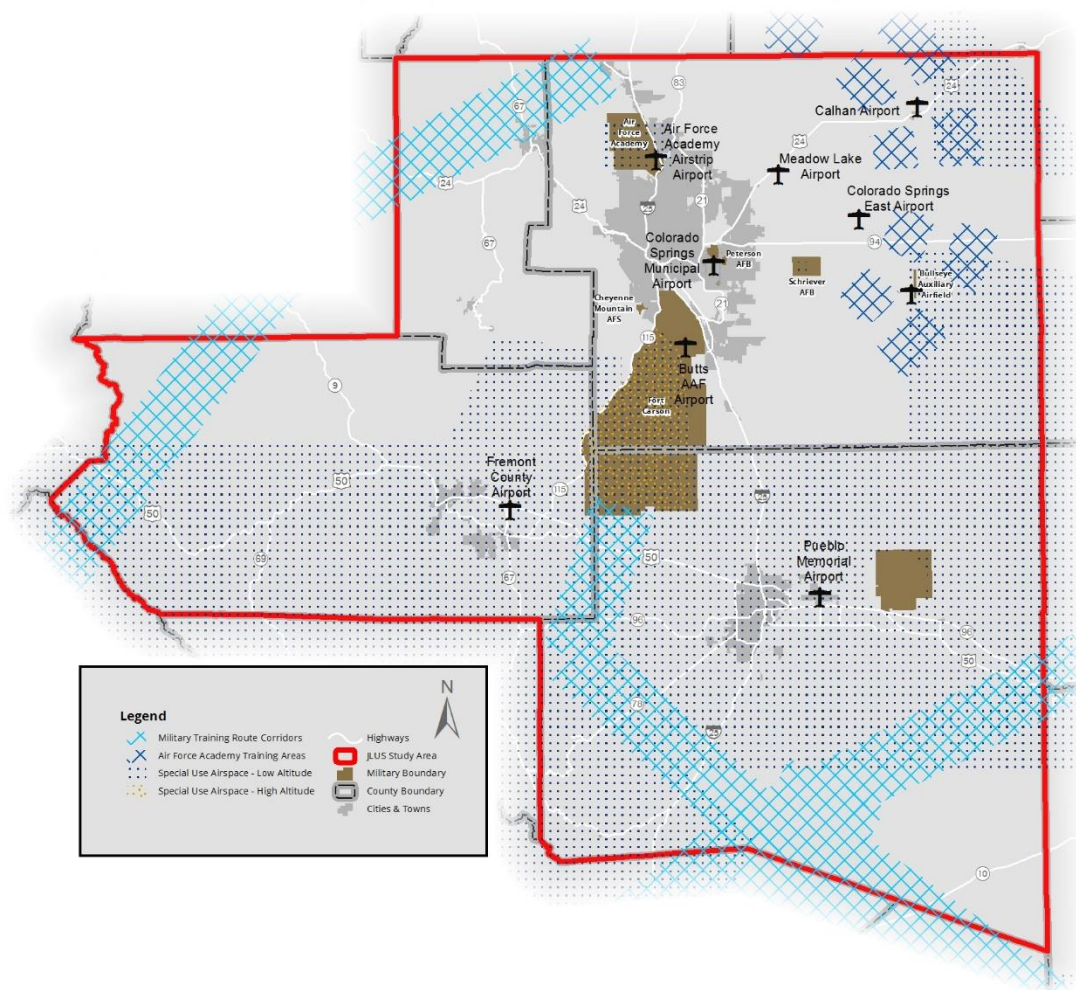 83
67
24
Calhan Airport
Air
Force
Academy
Air Force
Academy
Airstrip
Airport
24
Meadow Lake
Airport
24
67
24
25
21
Colorado Springs
East Airport
94
Colorado
Springs
Municipal
Airport
Peterson
AFB
Schriever
AFB
Bullseye
Auxiliary
Airfield
Cheyenne
Mountain
AFS
21
115
Butts
AAF
Airport
Fort
Carson
9
50
Fremont
County
Airport
115
50
25
69
67
50
Pueblo
Memorial
Airport
96
96
50
78
25
10
N
Legend
Military Training Route Corridors
Air Force Academy Training Areas
Special Use Airspace - Low Altitude
Special Use Airspace - High Altitude
Highways
JLUS Study Area
Military Boundary
County Boundary
Cities & Towns